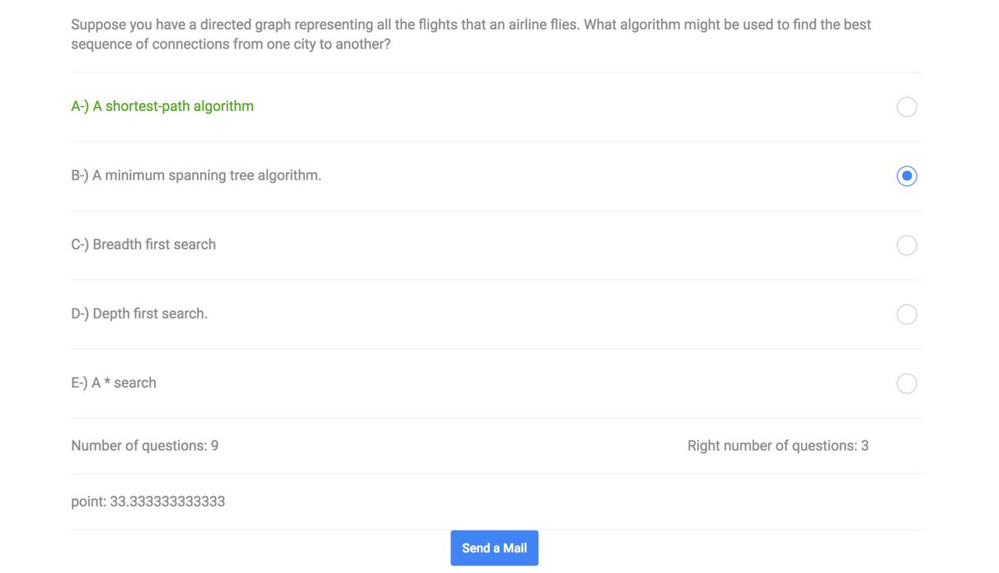 Suppose you have a directed graph representing all the flights that an airline flies. What algorithm might be used to find the best
sequence of connections from one city to another?
A-) A shortest-path algorithm
B-) A minimum spanning tree algorithm.
C-) Breadth first search
D-) Depth first search.
E-) A * search
Number of questions: 9
Right number of questions: 3
point: 33.333333333333
Send a Mail